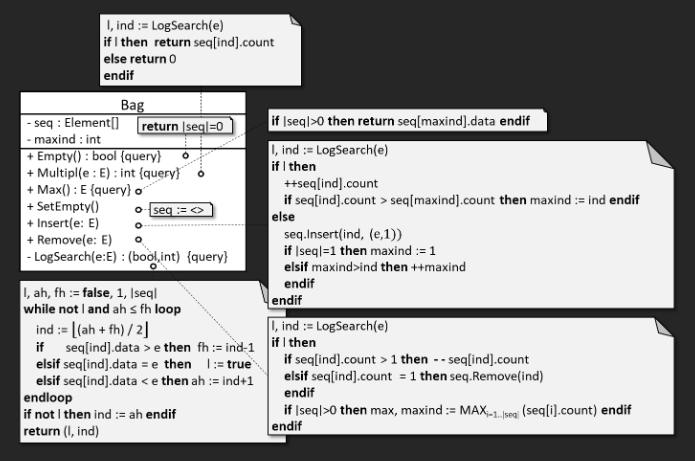 l, ind := LogSearch(e)
if l then return seq[ind].count
else return 0
endif
Bag
- seq : Element[]
- maxind : int
return |seq|=0
+ Empty() : bool {query}
+ Multipl(e : E) : int {query}
+ Max() : E {query}
+ SetEmpty()
seq := <>
+ Insert(e: E)
+ Remove(e: E)
- LogSearch(e:E) : (bool,int) {query}
if |seq|>0 then return seq[maxind].data endif
l, ind := LogSearch(e)
if l then
++seq[ind].count
if seq[ind].count > seq[maxind].count then maxind := ind endif
else
seq.Insert(ind, (e,1))
if |seq|=1 then maxind := 1
elsif maxind>ind then ++maxind
endif
endif
l, ah, fh := false, 1, |seq|
while not l and ah ≤ fh loop
ind := ⌊(ah + fh) / 2⌋
if seq[ind].data > e then fh := ind-1
elsif seq[ind].data = e then l := true
elsif seq[ind].data < e then ah := ind+1
endloop
if not l then ind := ah endif
return (l, ind)
l, ind := LogSearch(e)
if l then
if seq[ind].count > 1 then - - seq[ind].count
elsif seq[ind].count = 1 then seq.Remove(ind)
endif
if |seq|>0 then max, maxind := MAXi=1..|seq| (seq[i].count) endif
endif